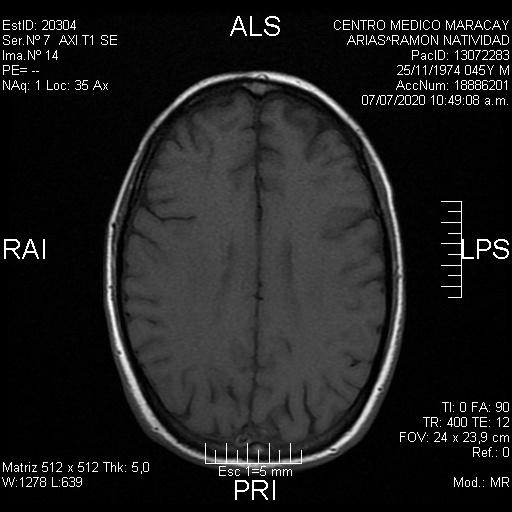 EstID: 20304
Ser.Nº 7 AXI T1 SE
Ima.Nº 14
PE= --
NAq: 1 Loc: 35 Ax
ALS
CENTRO MEDICO MARACAY
ARIAS^RAMON NATIVIDAD
PacID: 13072283
25/11/1974 045Y M
AccNum: 18886201
07/07/2020 10:49:08 a.m.
RAI
LPS
TI: 0 FA: 90
TR: 400 TE: 12
FOV: 24 x 23,9 cm
Ref.: 0
Matriz 512 x 512 Thk: 5,0
W:1278 L:639
Esc 1=5 mm
PRI
Mod.: MR